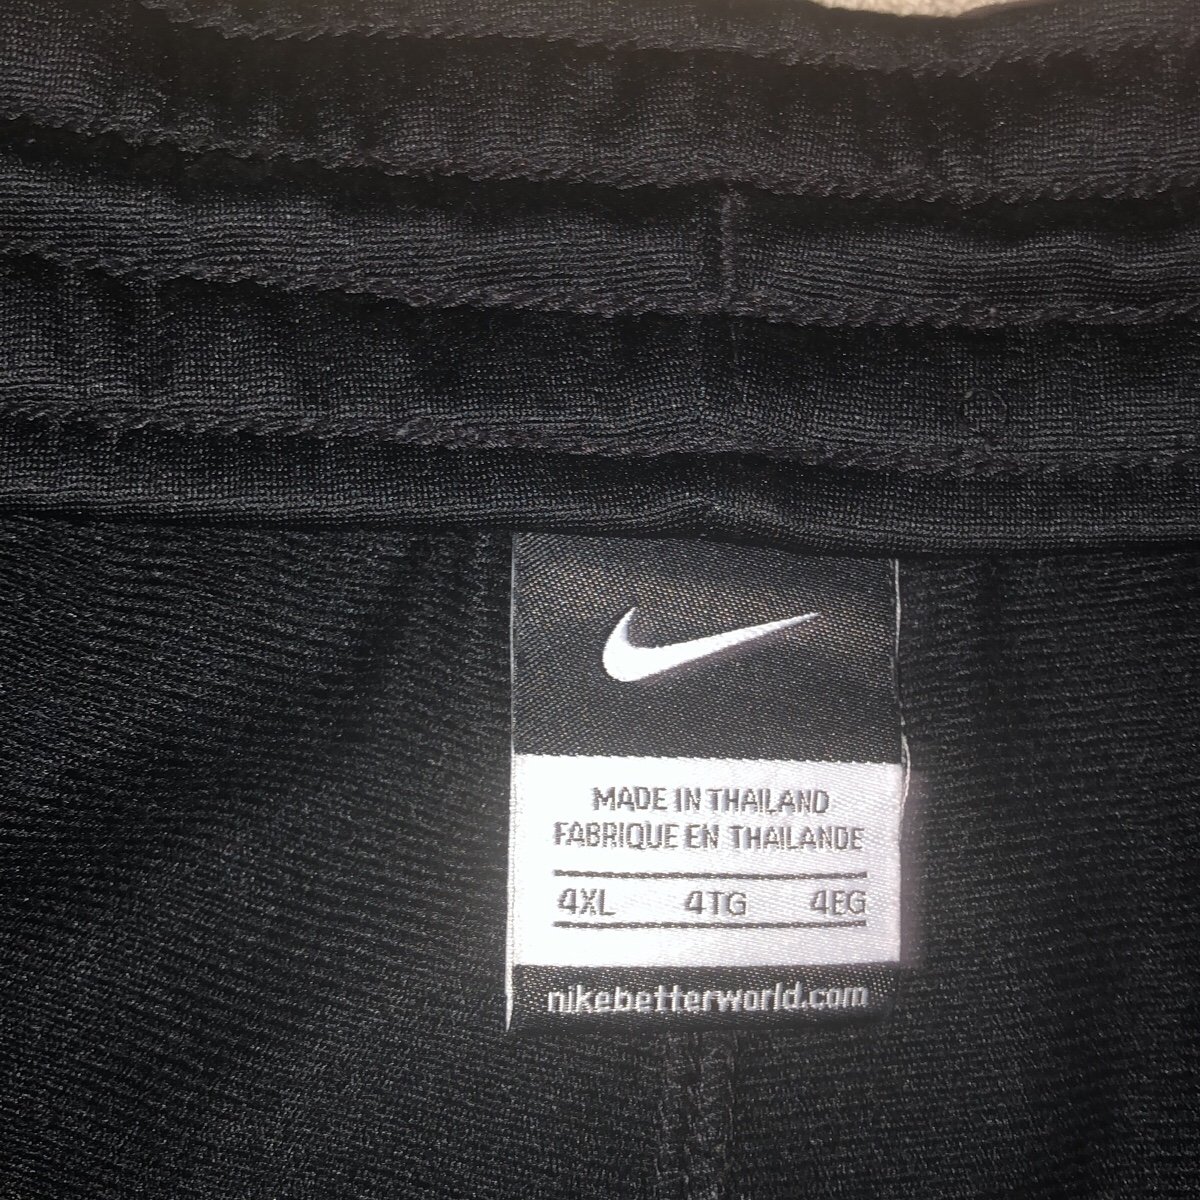 MADE IN THAILAND
FABRIQUE EN THAILANDE
4XL 4TG 4EG
nikebetterworld.com